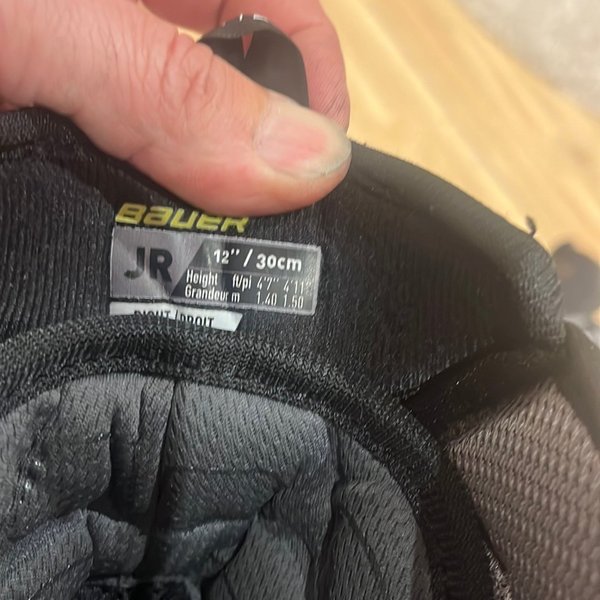 BAUER
JR 12" / 30cm
Height ft/pi 4'7" 4'11"
Grandeur m 1.40 1.50
RIGHT / DROIT